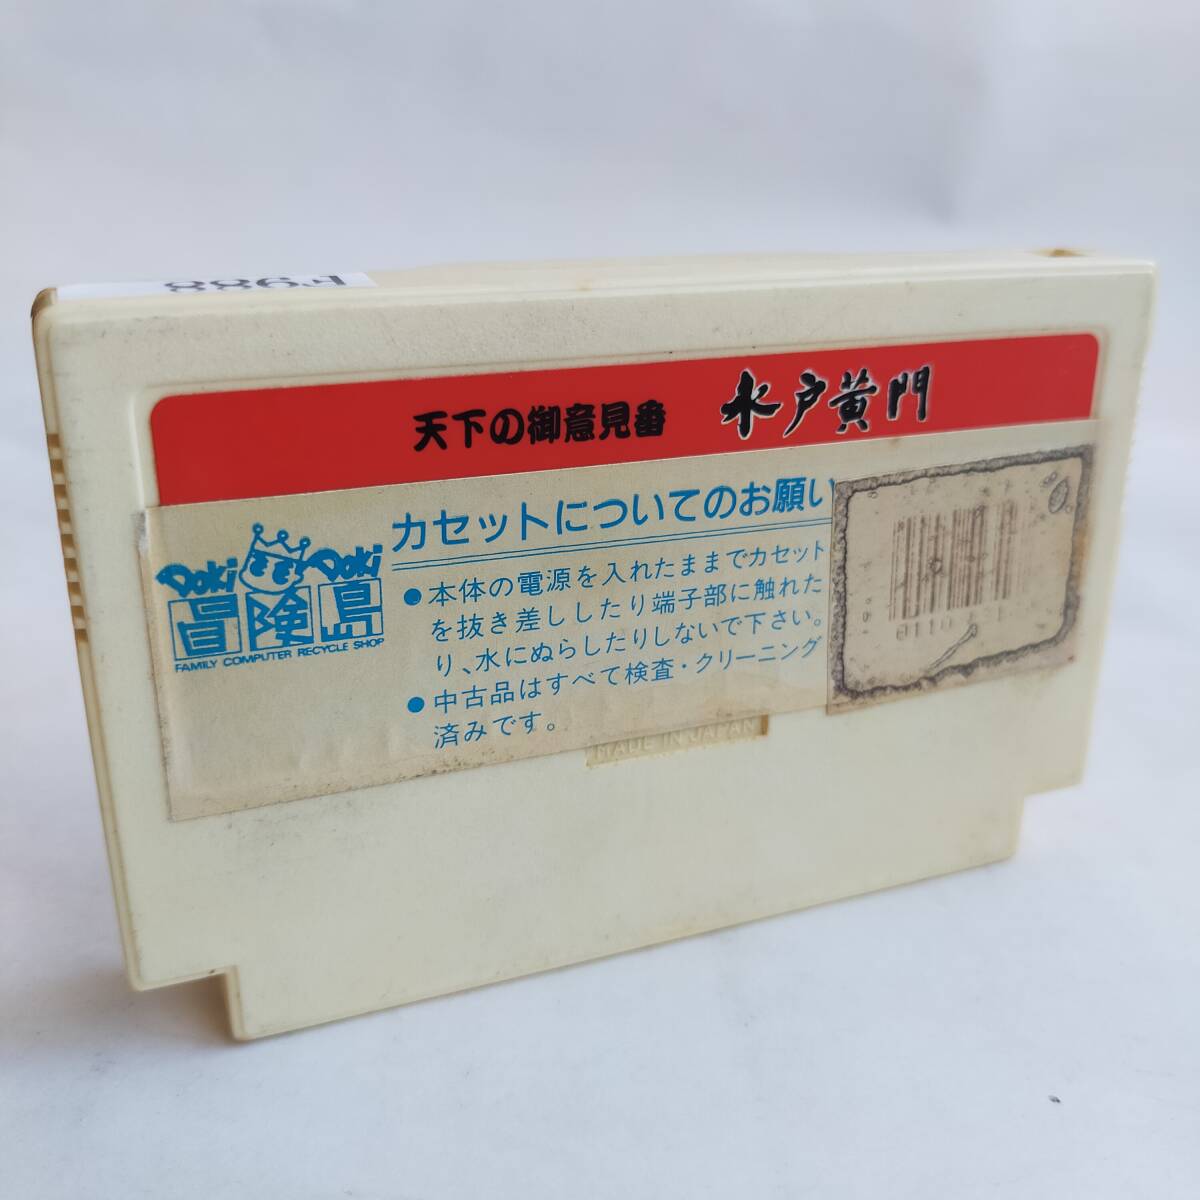 F988
天下の御意見番 水戸黄門
Doki Doki
冒険島
FAMILY COMPUTER RECYCLE SHOP
カセットについてのお願い
●本体の電源を入れたままでカセット
を抜き差ししたり端子部に触れた
り、水にぬらしたりしないで下さい。
●中古品はすべて検査・クリーニング
済みです。
MADE IN JAPAN